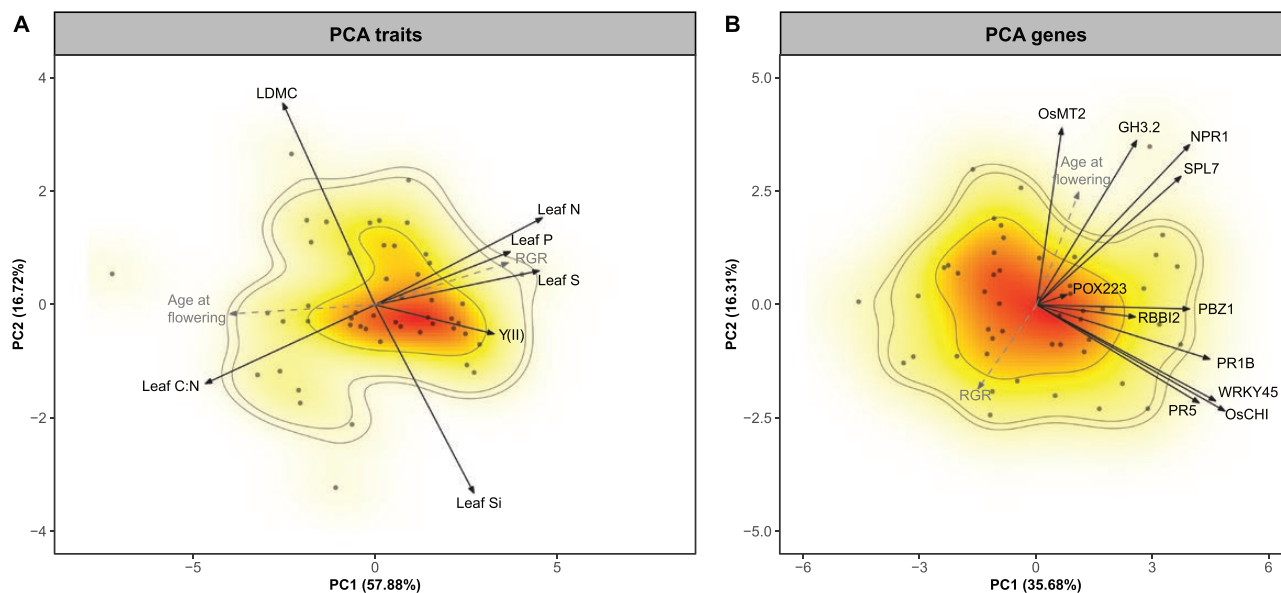 A
PCA traits
4
2
0
−2
−4
PC2 (16.72%)
LDMC
Leaf N
Leaf P
RGR
Leaf S
Age at
flowering
Y(II)
Leaf C:N
Leaf Si
−5
0
5
PC1 (57.88%)
B
PCA genes
5.0
2.5
0.0
−2.5
−5.0
PC2 (16.31%)
OsMT2
GH3.2
NPR1
Age at
flowering
SPL7
POX223
RBBI2
PBZ1
PR1B
RGR
WRKY45
PR5
OsCHI
−6
−3
0
3
6
PC1 (35.68%)